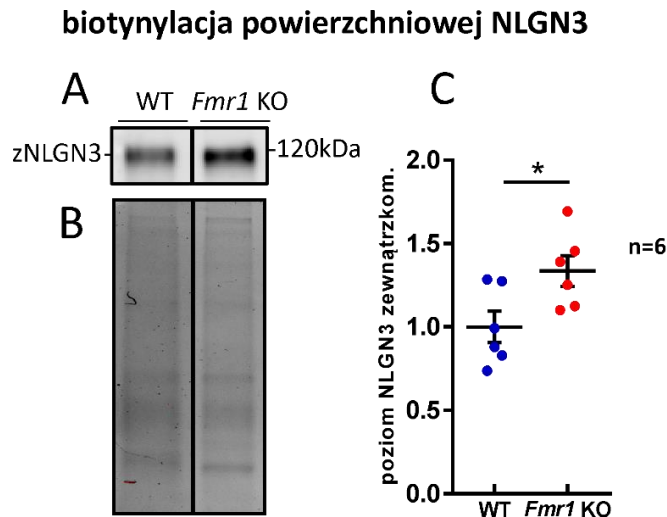 biotynylacja powierzchniowej NLGN3
A
WT
Fmr1 KO
zNLGN3-
-120kDa
B
C
poziom NLGN3 zewnątrzkom.
2.0
1.5
1.0
0.5
0.0
*
n=6
WT
Fmr1 KO